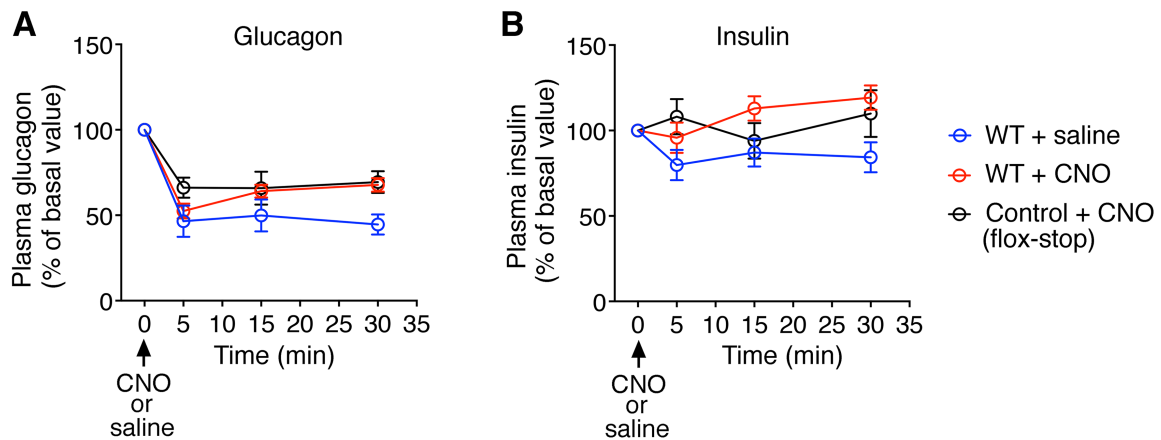 A
Glucagon
Plasma glucagon
(% of basal value)
150
100
50
0
0 5 10 15 20 25 30 35
Time (min)
CNO
or
saline
B
Insulin
Plasma insulin
(% of basal value)
150
100
50
0
0 5 10 15 20 25 30 35
Time (min)
CNO
or
saline
WT + saline
WT + CNO
Control + CNO
(flox-stop)